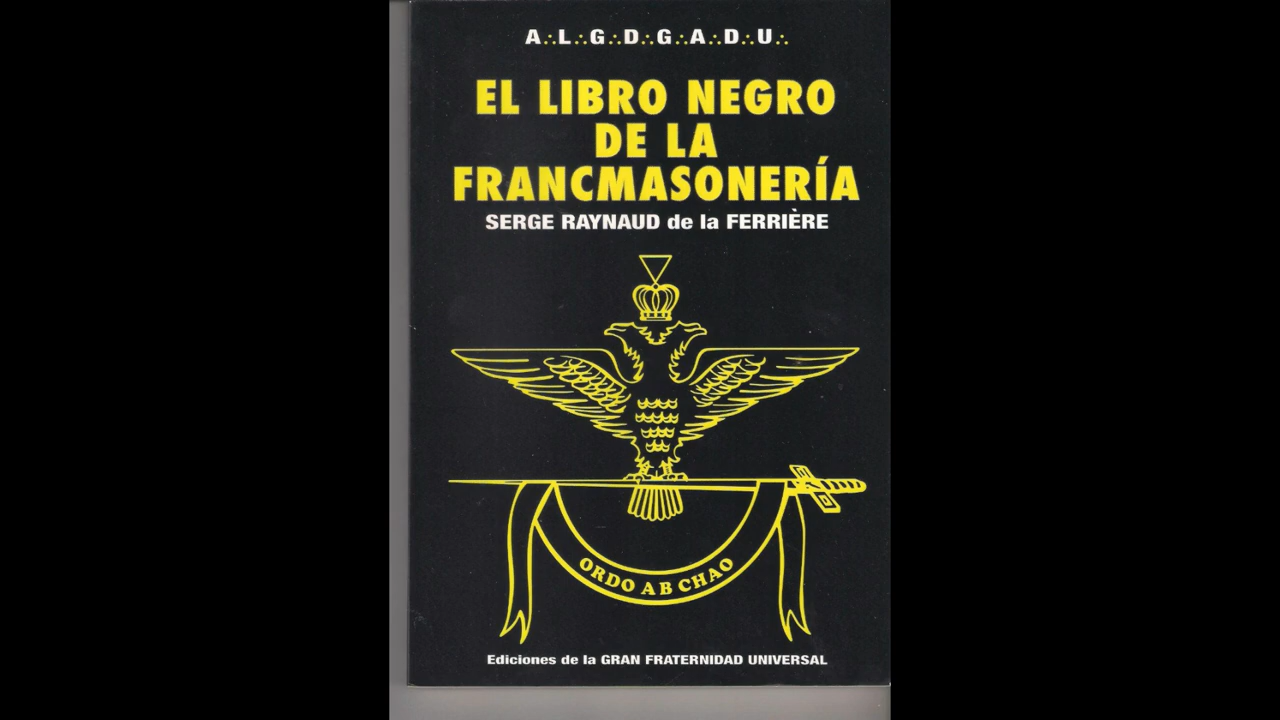 A∴L∴G∴D∴G∴A∴D∴U∴
EL LIBRO NEGRO
DE LA
FRANCMASONERÍA
SERGE RAYNAUD de la FERRIÈRE
ORDO AB CHAO
Ediciones de la GRAN FRATERNIDAD UNIVERSAL